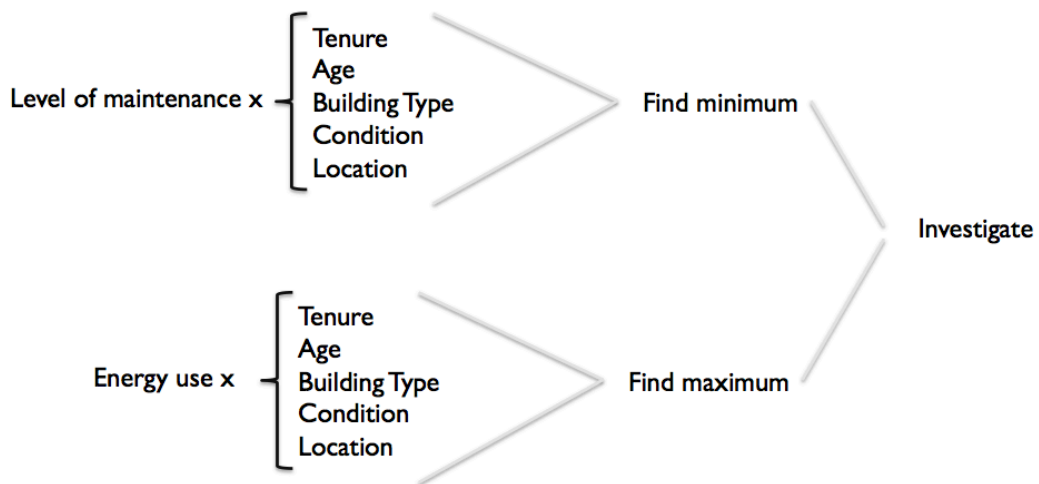 Tenure
Age
Level of maintenance x
Building Type
Condition
Location
Find minimum
Investigate
Tenure
Age
Energy use x
Building Type
Condition
Location
Find maximum